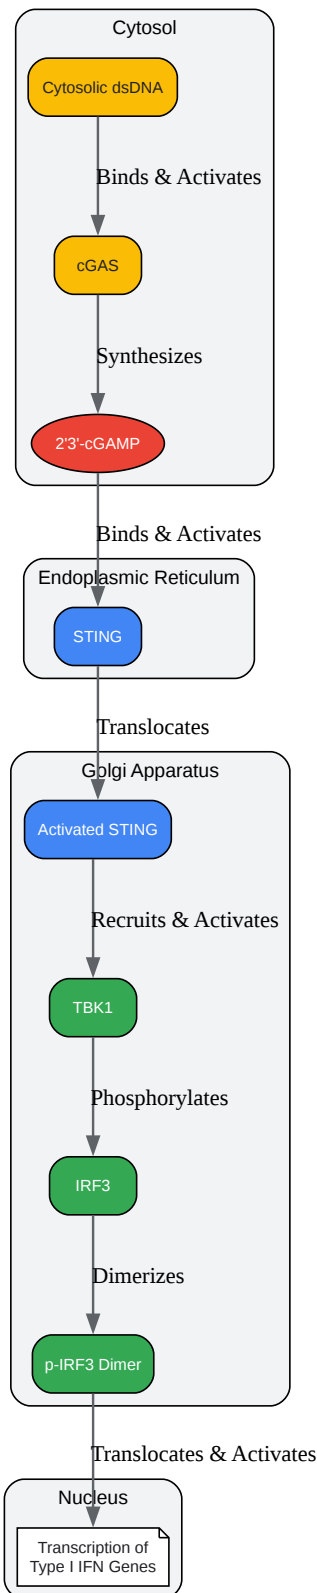 Cytosol
Cytosolic dsDNA
Binds & Activates
cGAS
Synthesizes
2'3'-cGAMP
Binds & Activates
Endoplasmic Reticulum
STING
Translocates
Golgi Apparatus
Activated STING
Recruits & Activates
TBK1
Phosphorylates
IRF3
Dimerizes
p-IRF3 Dimer
Translocates & Activates
Nucleus
Transcription of
Type I IFN Genes